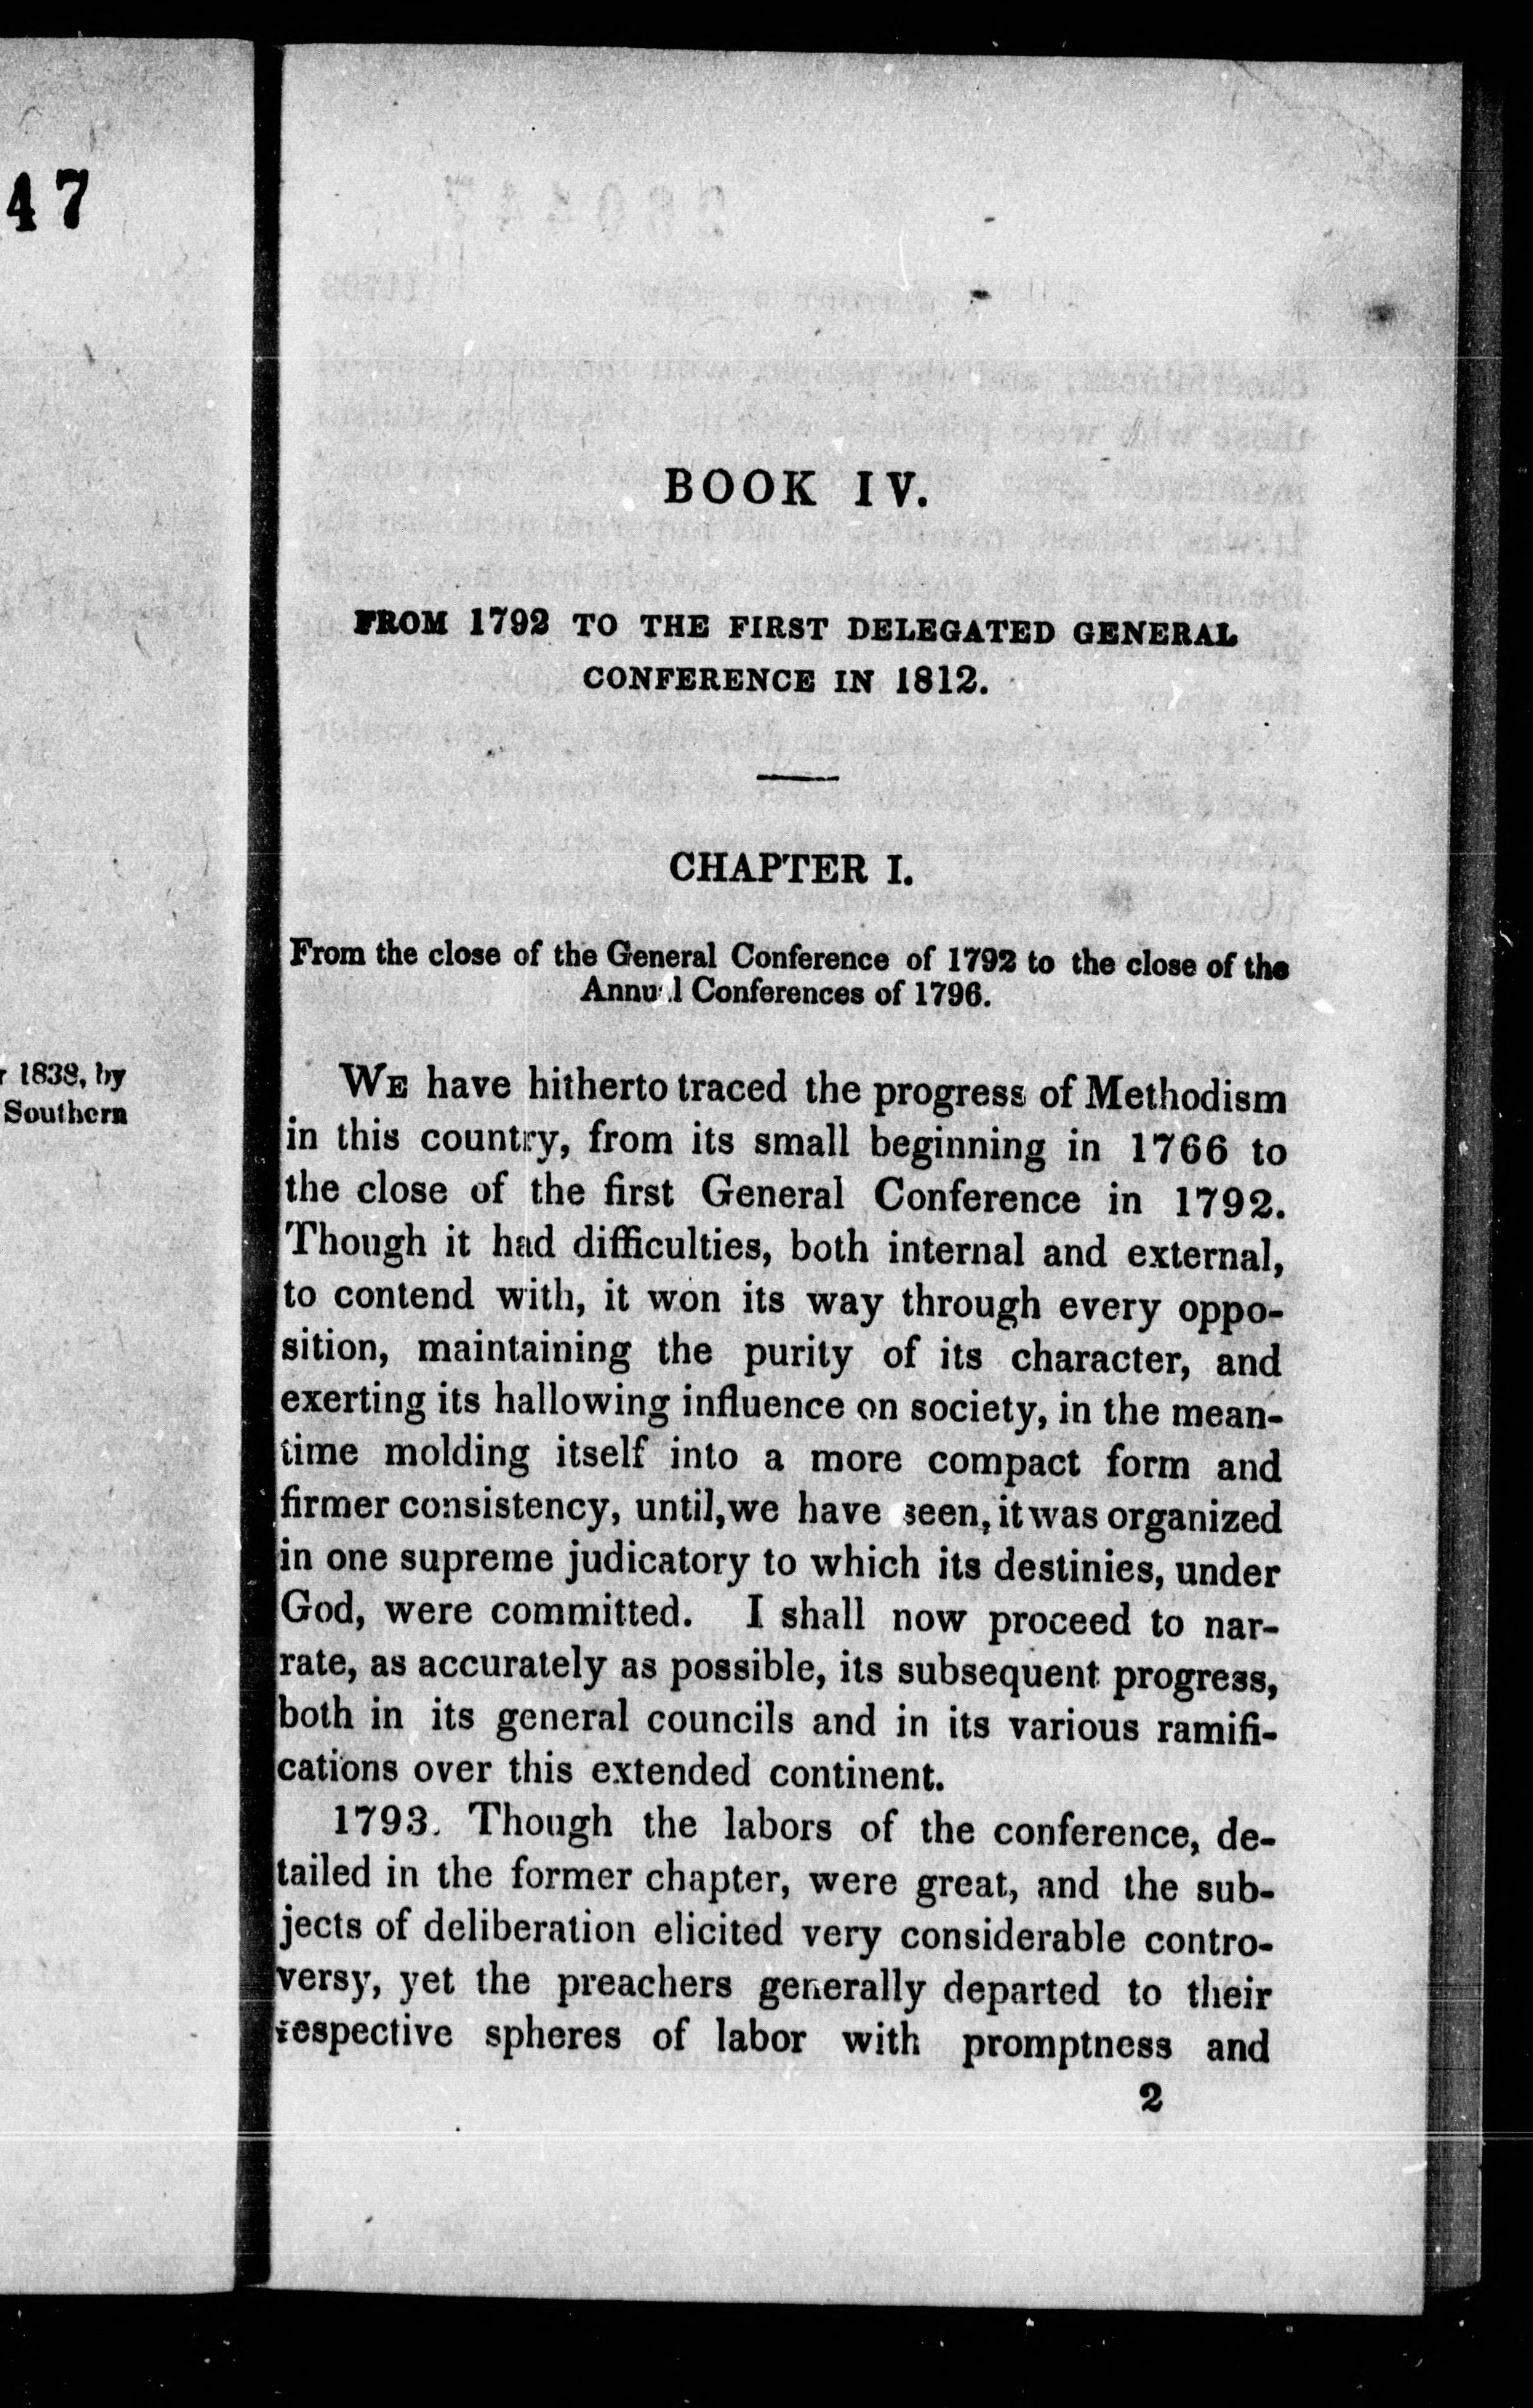 47
r 1838, by
Southern
BOOK IV.
FROM 1792 TO THE FIRST DELEGATED GENERAL
CONFERENCE IN 1812.
CHAPTER I.
From the close of the General Conference of 1792 to the close of the
Annual Conferences of 1796.
WE have hitherto traced the progress of Methodism
in this country, from its small beginning in 1766 to
the close of the first General Conference in 1792.
Though it had difficulties, both internal and external,
to contend with, it won its way through every oppo-
sition, maintaining the purity of its character, and
exerting its hallowing influence on society, in the mean-
time molding itself into a more compact form and
firmer consistency, until, we have seen, it was organized
in one supreme judicatory to which its destinies, under
God, were committed. I shall now proceed to nar-
rate, as accurately as possible, its subsequent progress,
both in its general councils and in its various ramifi-
cations over this extended continent.
1793. Though the labors of the conference, de-
tailed in the former chapter, were great, and the sub-
jects of deliberation elicited very considerable contro-
versy, yet the preachers generally departed to their
respective spheres of labor with promptness and
2